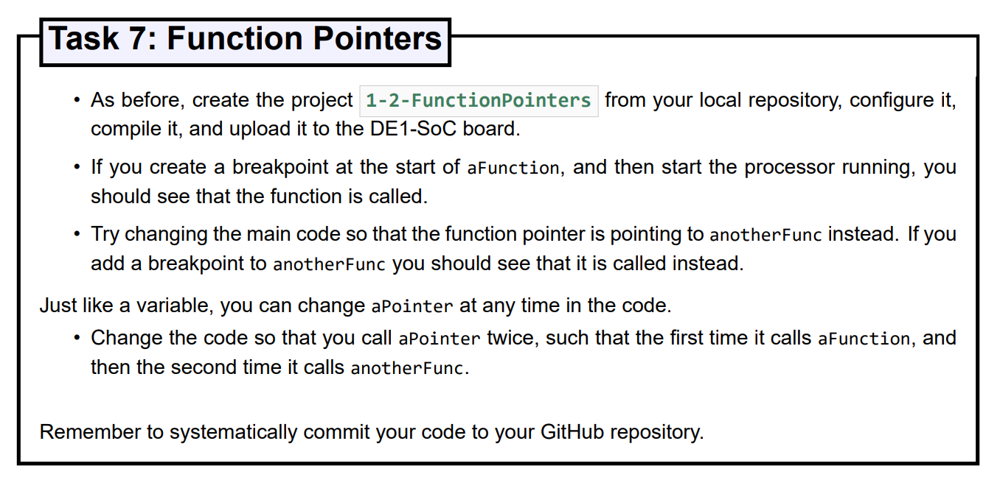 Task 7: Function Pointers
• As before, create the project 1-2-FunctionPointers from your local repository, configure it,
compile it, and upload it to the DE1-SoC board.
• If you create a breakpoint at the start of aFunction, and then start the processor running, you
should see that the function is called.
• Try changing the main code so that the function pointer is pointing to anotherFunc instead. If you
add a breakpoint to anotherFunc you should see that it is called instead.
Just like a variable, you can change aPointer at any time in the code.
• Change the code so that you call aPointer twice, such that the first time it calls aFunction, and
then the second time it calls anotherFunc.
Remember to systematically commit your code to your GitHub repository.